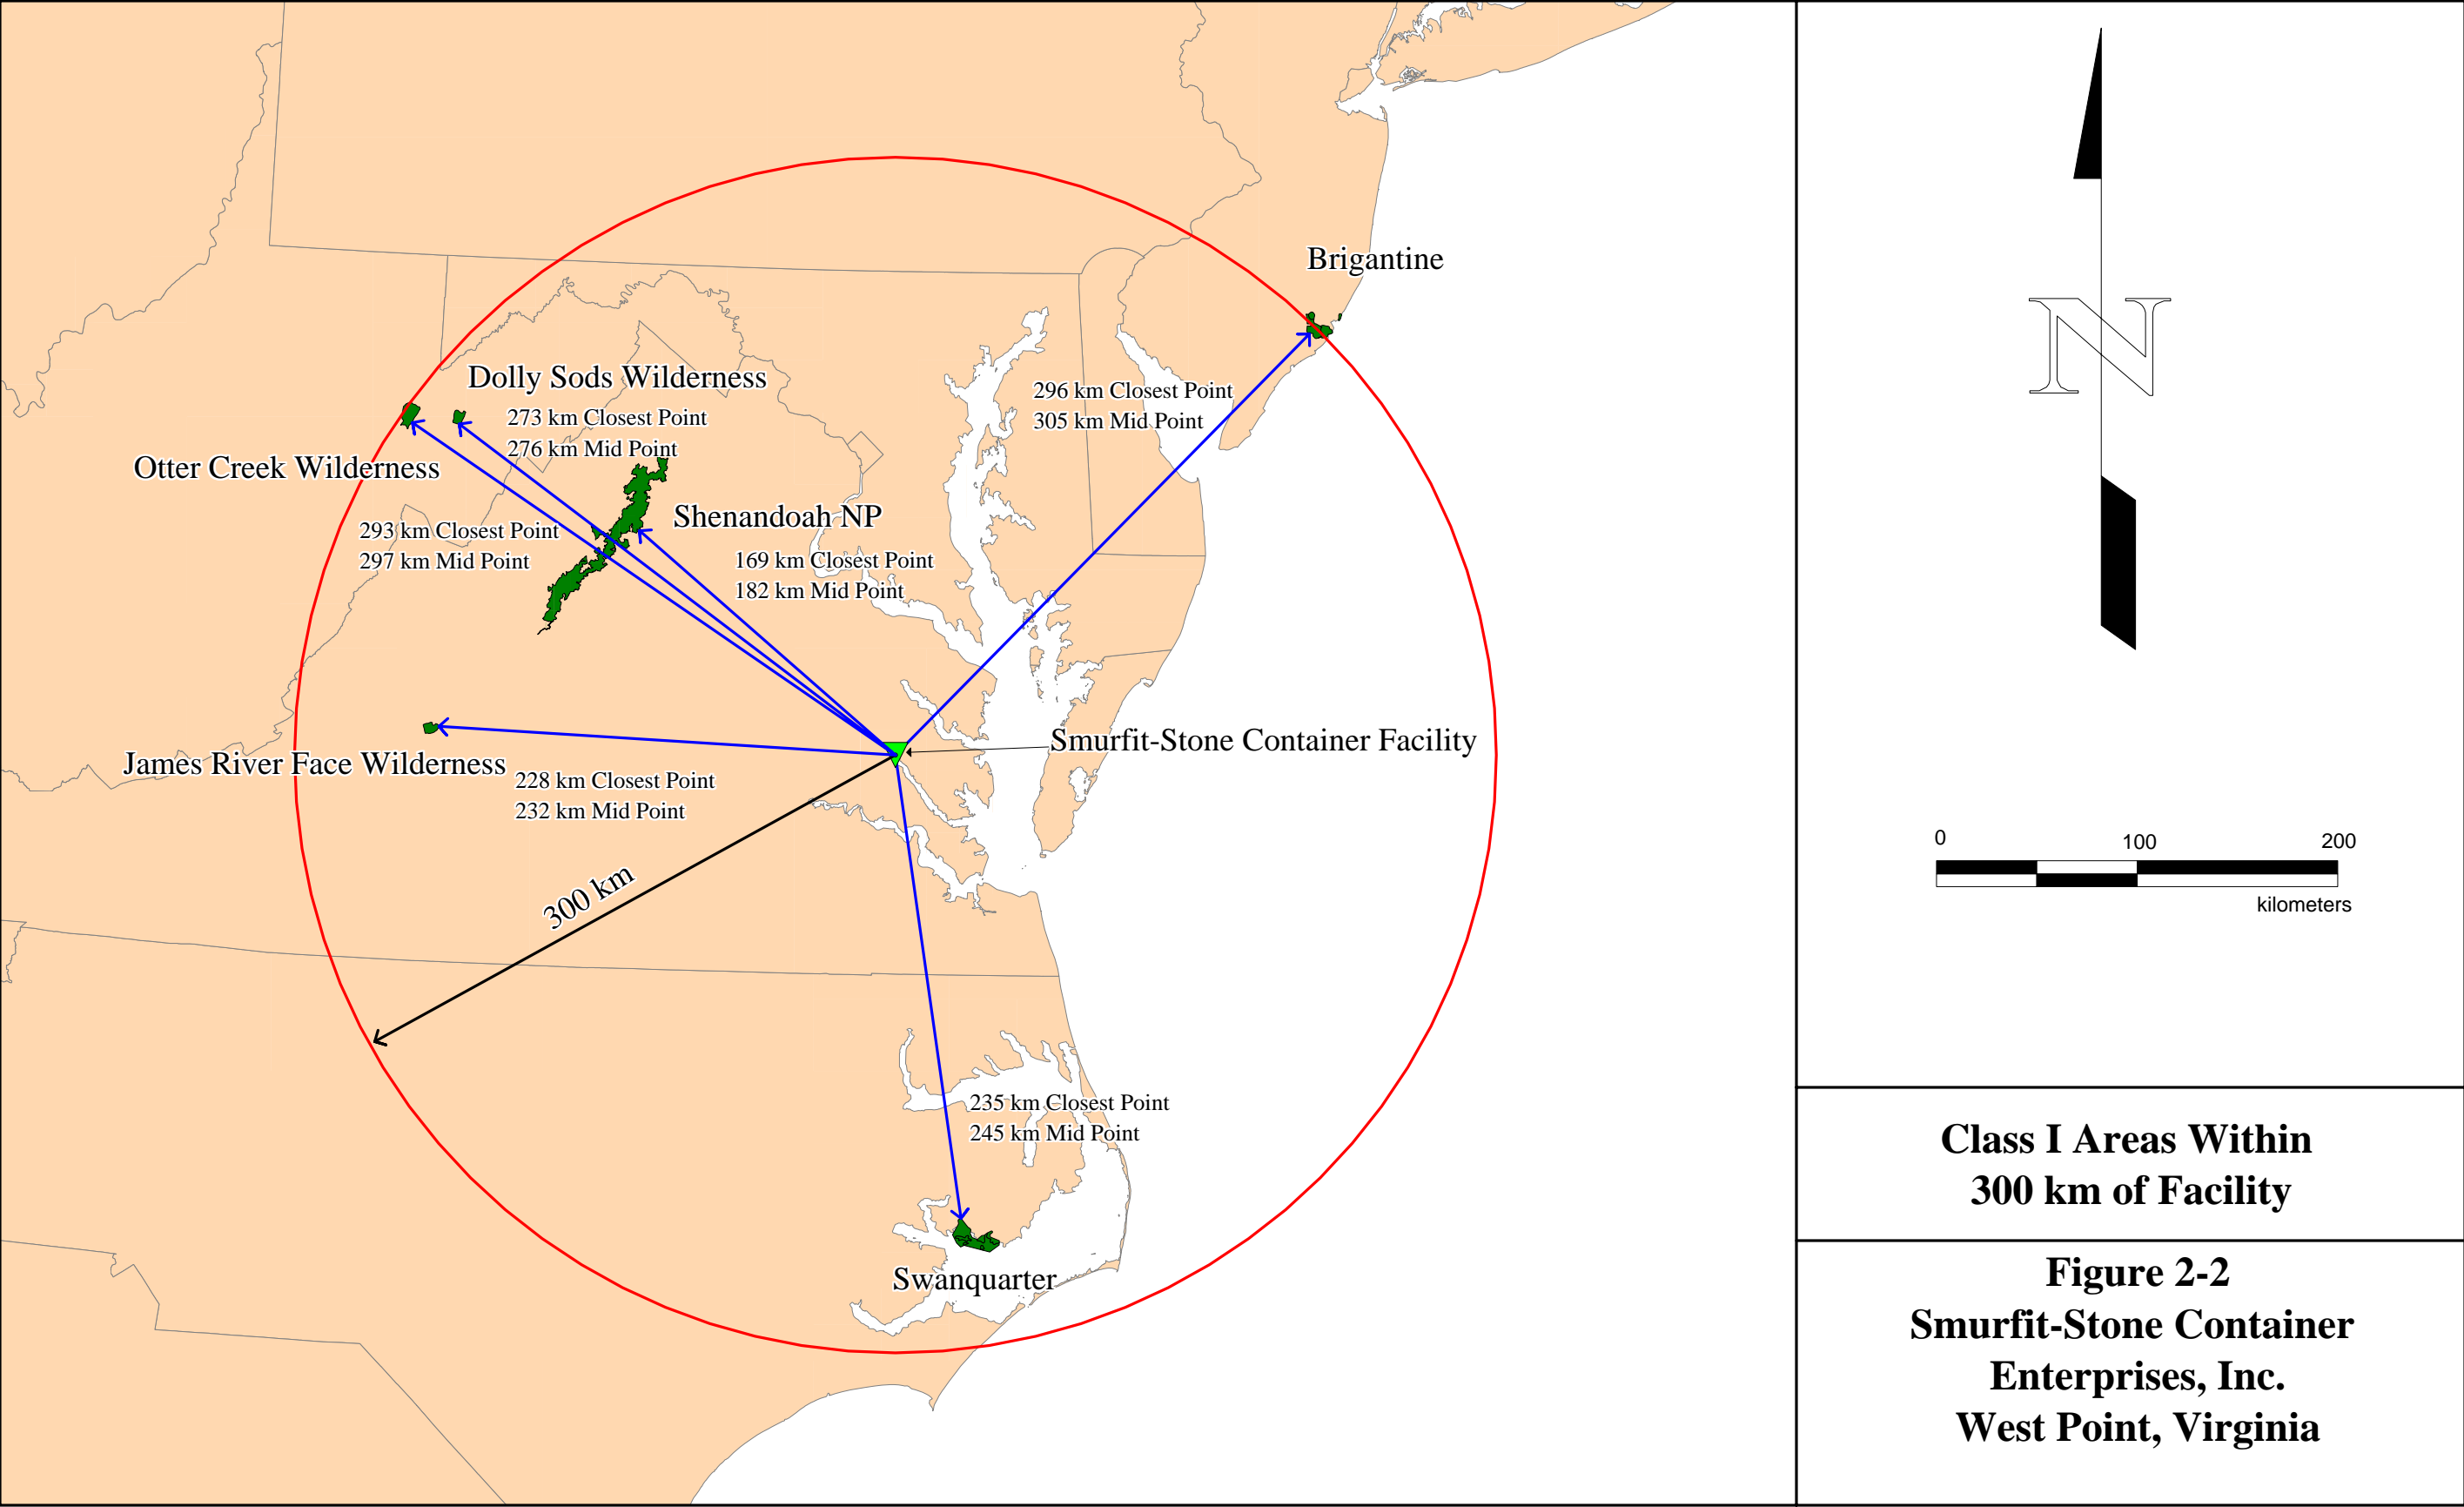 Brigantine
Dolly Sods Wilderness
273 km Closest Point
276 km Mid Point
296 km Closest Point
305 km Mid Point
Otter Creek Wilderness
293 km Closest Point
297 km Mid Point
Shenandoah NP
169 km Closest Point
182 km Mid Point
Smurfit-Stone Container Facility
James River Face Wilderness
228 km Closest Point
232 km Mid Point
300 km
235 km Closest Point
245 km Mid Point
Swanquarter
N
0 100 200
kilometers
Class I Areas Within
300 km of Facility
Figure 2-2
Smurfit-Stone Container
Enterprises, Inc.
West Point, Virginia